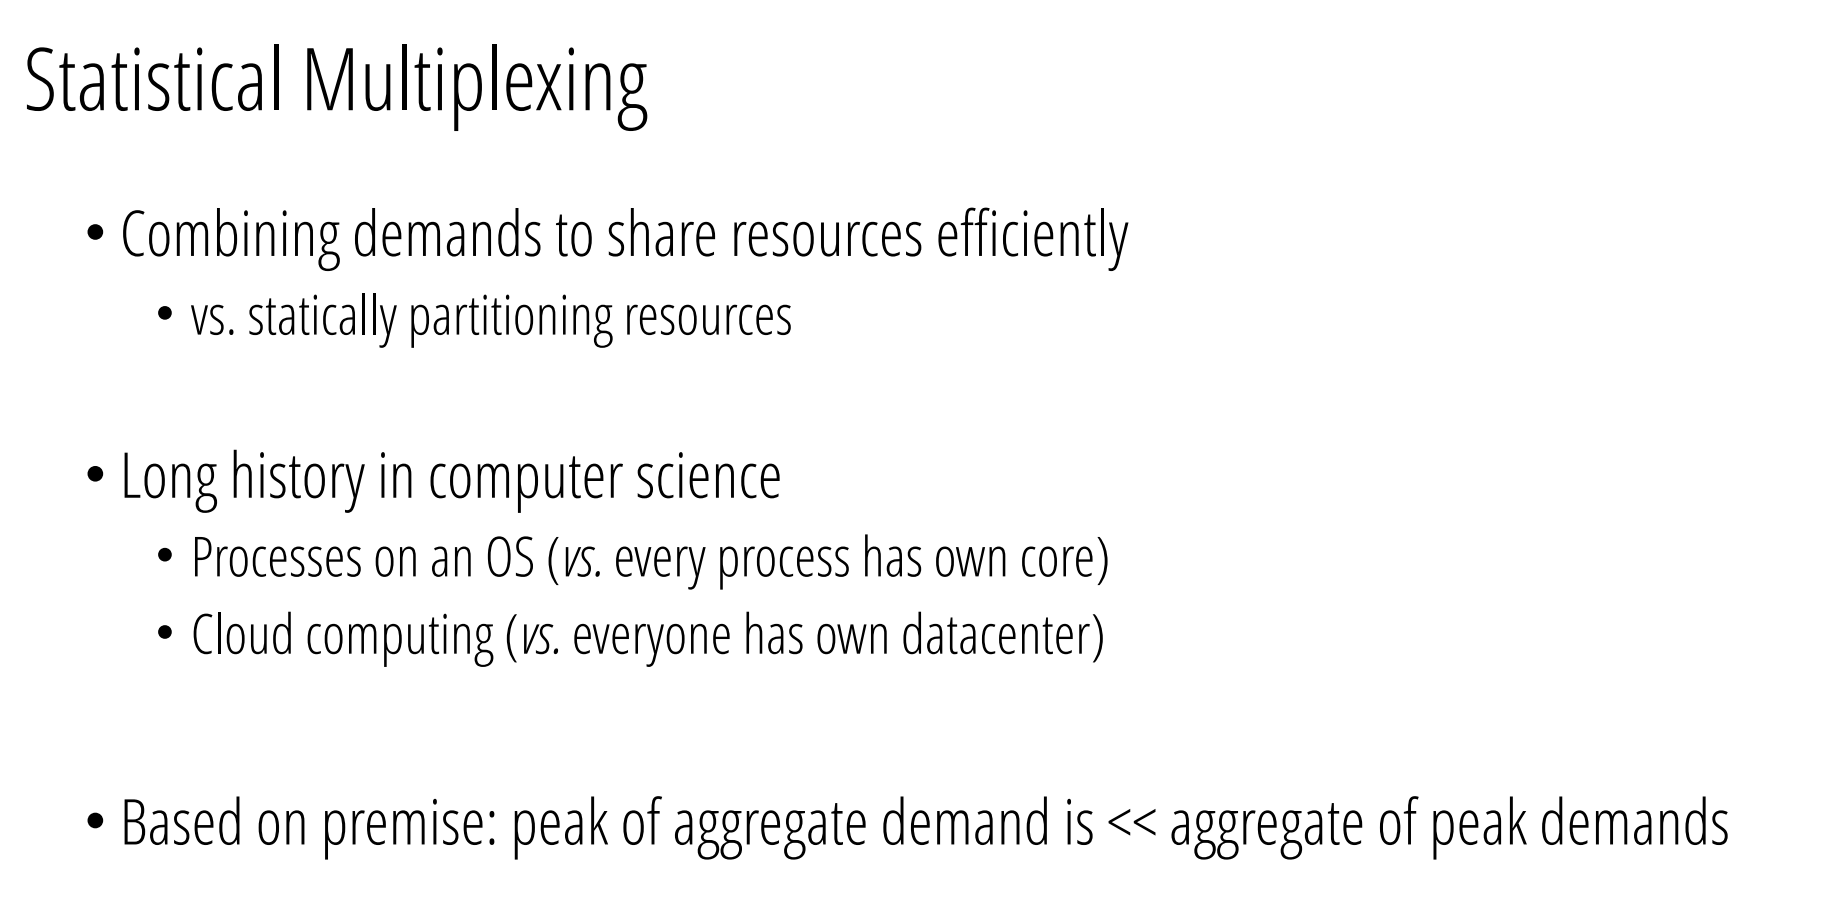 Statistical Multiplexing
• Combining demands to share resources efficiently
• vs. statically partitioning resources
• Long history in computer science
• Processes on an OS (vs. every process has own core)
• Cloud computing (vs. everyone has own datacenter)
• Based on premise: peak of aggregate demand is << aggregate of peak demands